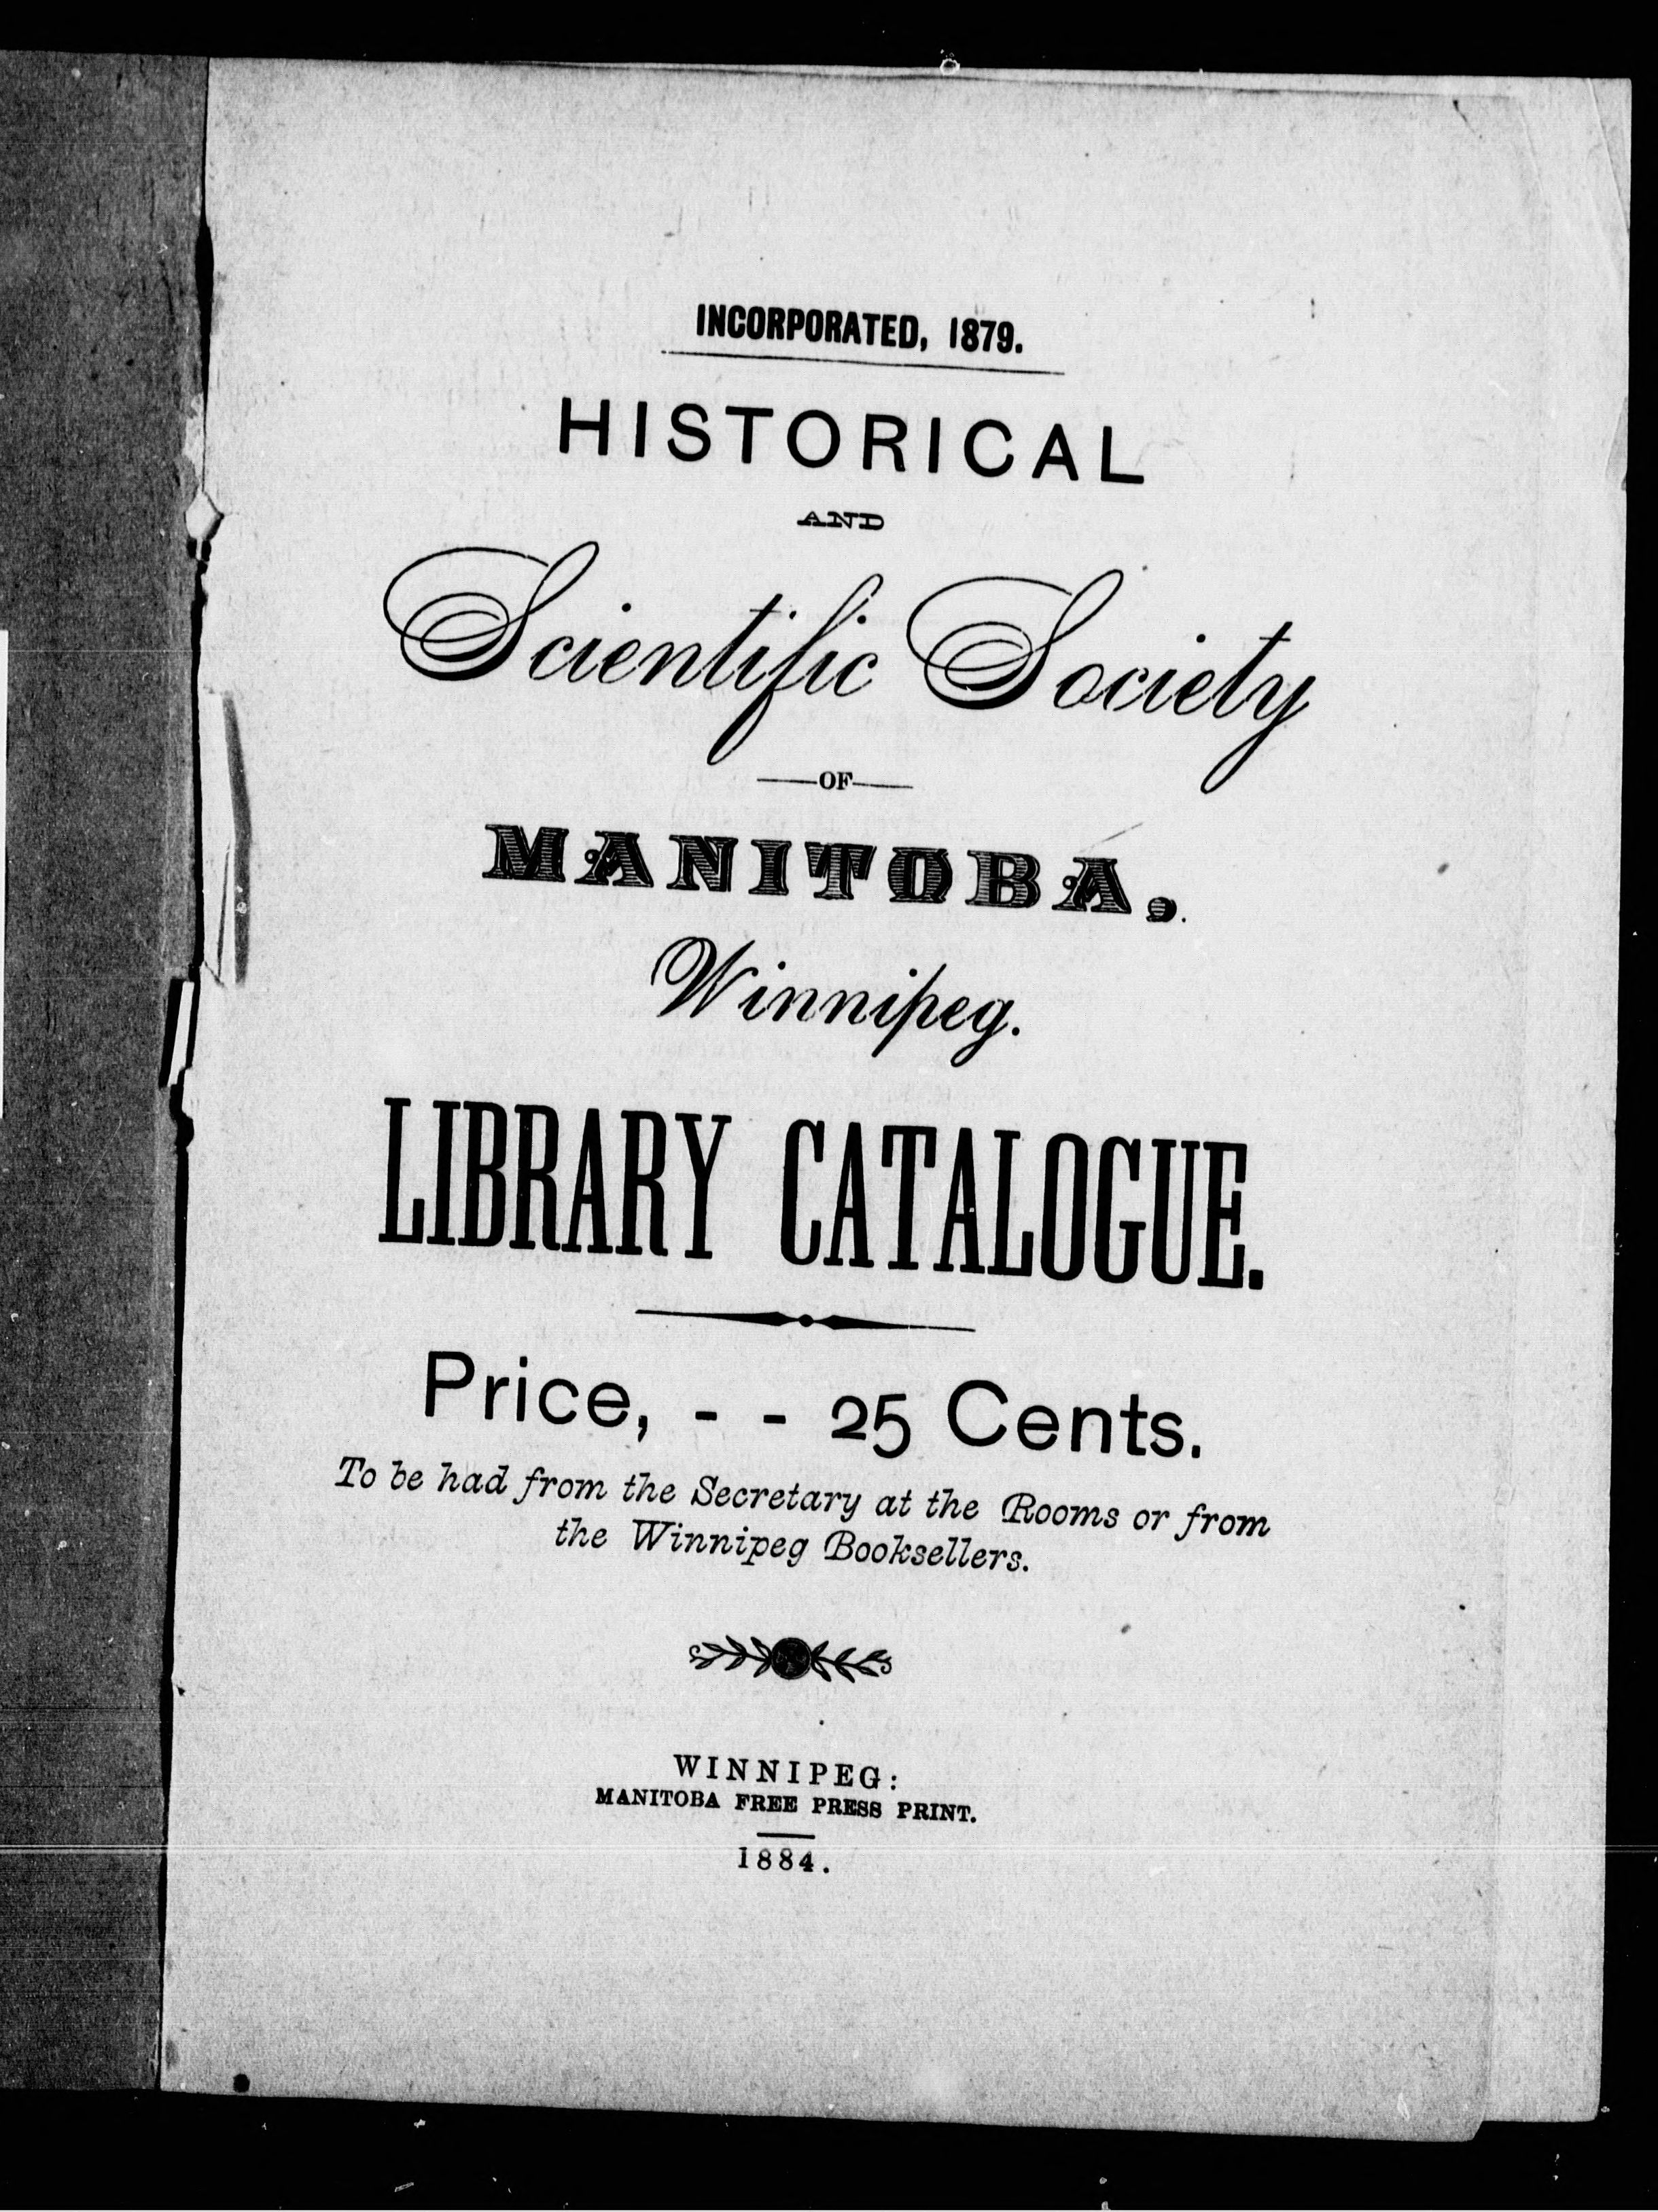 INCORPORATED, 1879.
HISTORICAL
AND
Scientific Society
—OF—
MANITOBA,
Winnipeg.
LIBRARY CATALOGUE.
Price, - - 25 Cents.
To be had from the Secretary at the Rooms or from
the Winnipeg Booksellers.
WINNIPEG:
MANITOBA FREE PRESS PRINT.
1884.